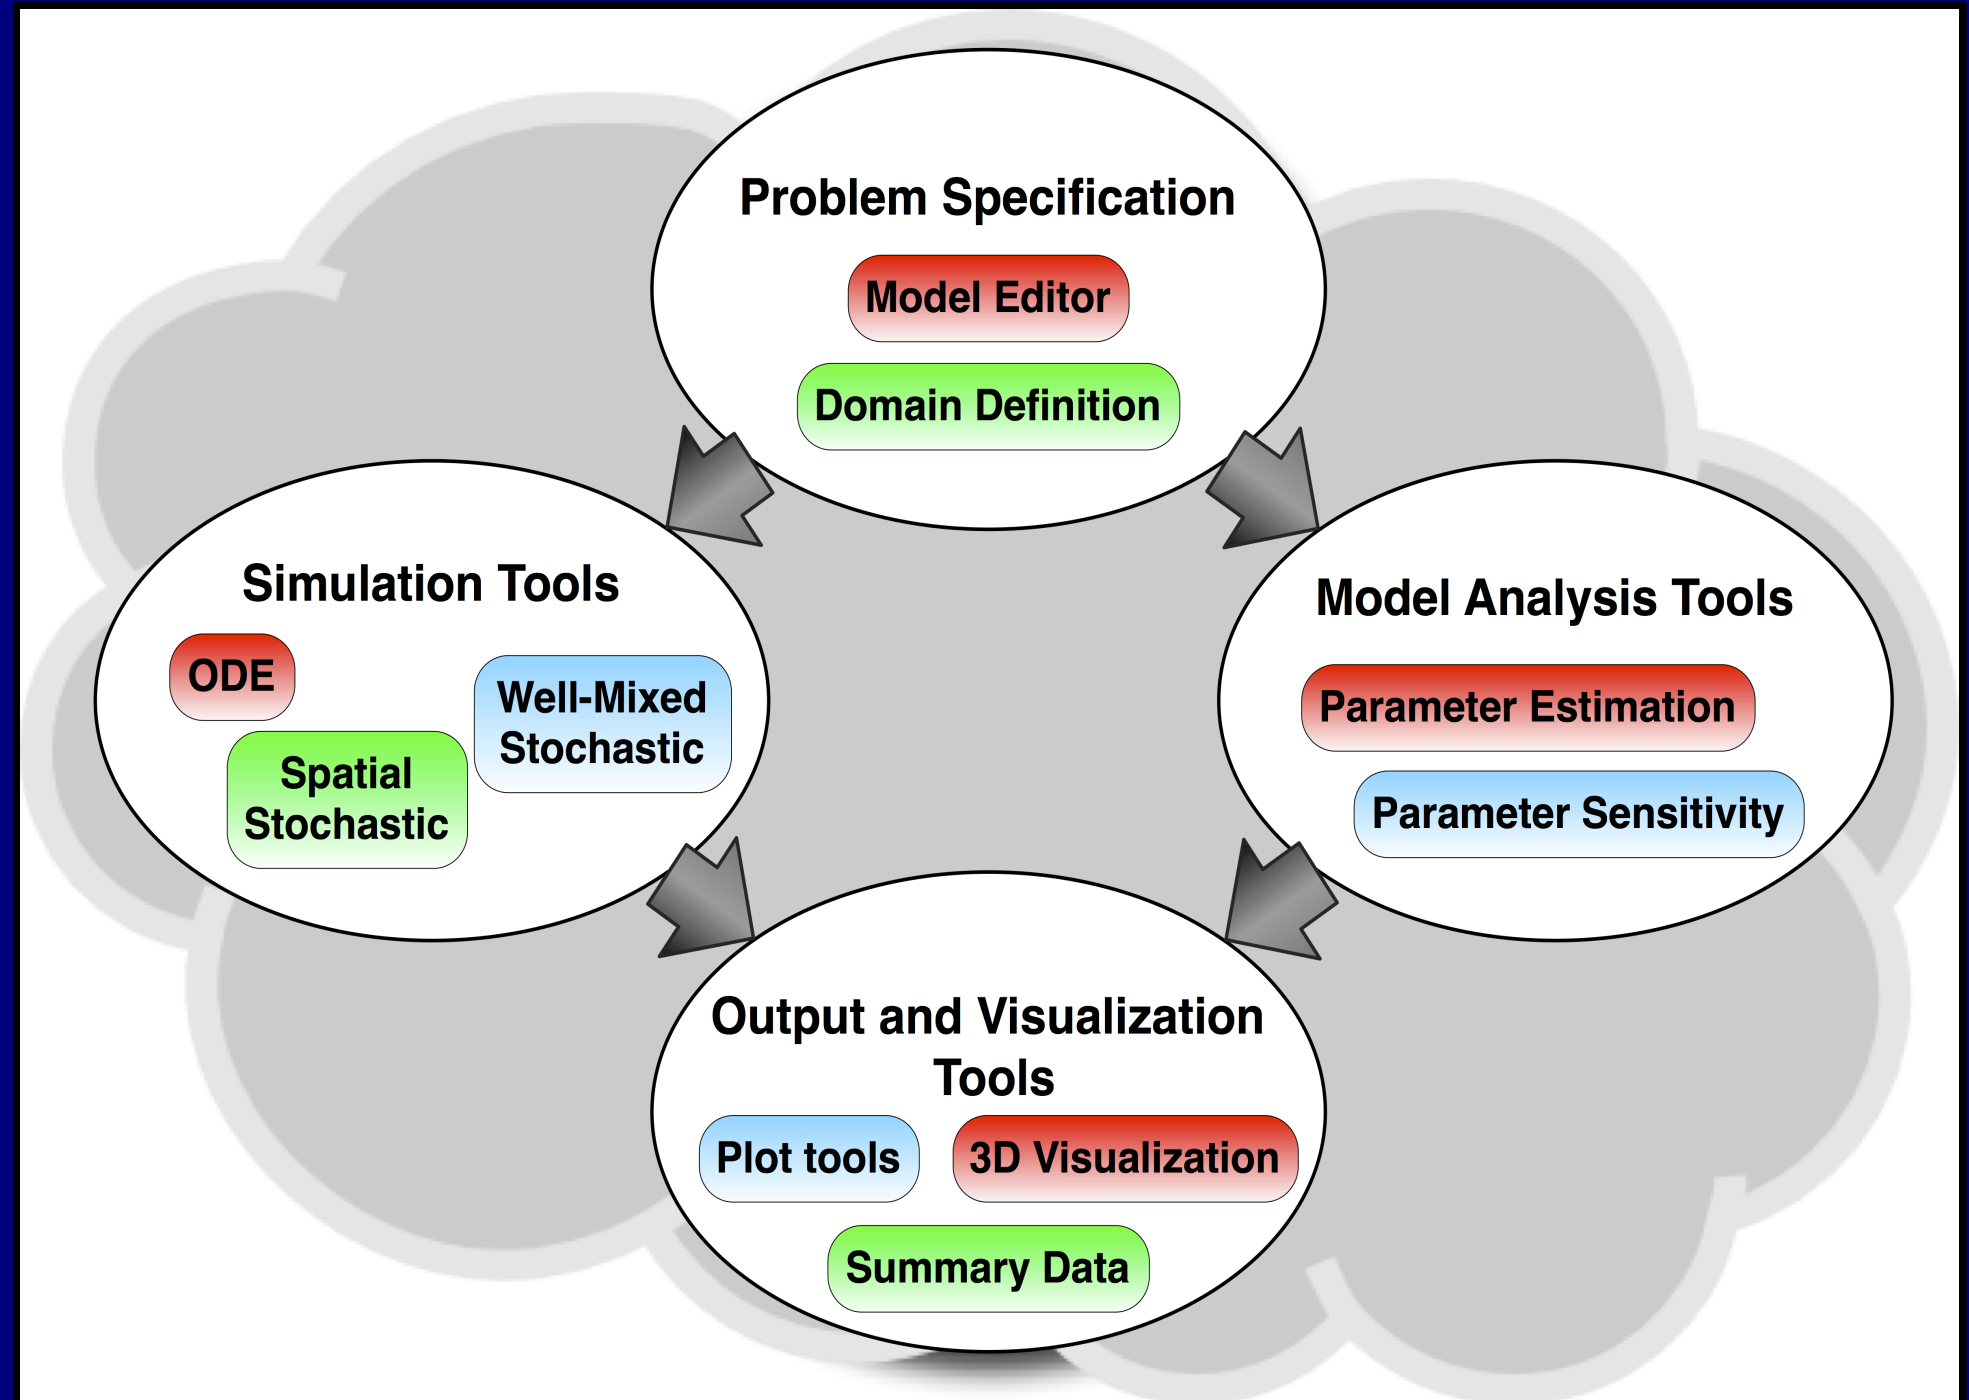 Problem Specification
Model Editor
Domain Definition
Simulation Tools
ODE
Well-Mixed
Stochastic
Spatial
Stochastic
Model Analysis Tools
Parameter Estimation
Parameter Sensitivity
Output and Visualization
Tools
Plot tools
3D Visualization
Summary Data